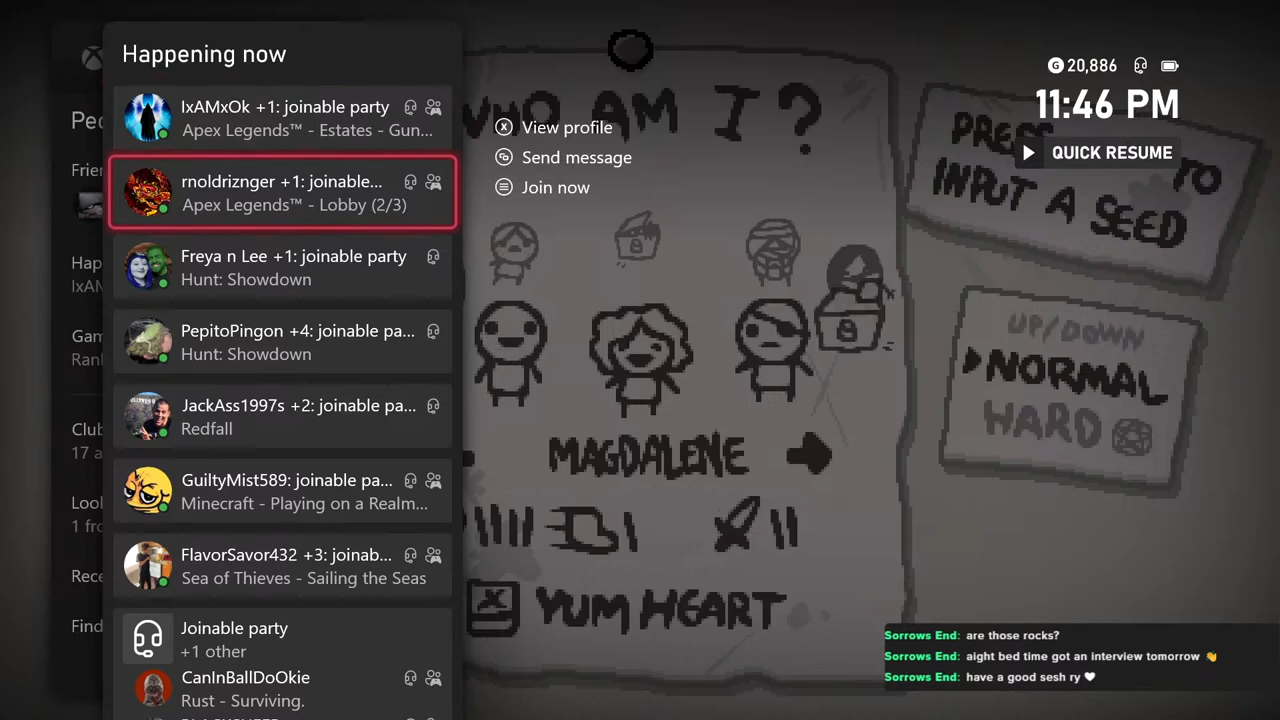 Happening now
IxAMxOk +1: joinable party
Apex Legends™ - Estates - Gun...
rnoldriznger +1: joinable...
Apex Legends™ - Lobby (2/3)
Freya n Lee +1: joinable party
Hunt: Showdown
PepitoPingon +4: joinable pa...
Hunt: Showdown
JackAss1997s +2: joinable pa...
Redfall
GuiltyMist589: joinable pa...
Minecraft - Playing on a Realm...
FlavorSavor432 +3: joinab...
Sea of Thieves - Sailing the Seas
Joinable party
+1 other
CanInBallDoOkie
Rust - Surviving.
View profile
Send message
Join now
WHO AM I?
MAGDALENE
YUM HEART
20,886
11:46 PM
QUICK RESUME
PRESS TO
INPUT A SEED
UP/DOWN
NORMAL
HARD
Sorrows End: are those rocks?
Sorrows End: aight bed time got an interview tomorrow 👏
Sorrows End: have a good sesh ry 🤍